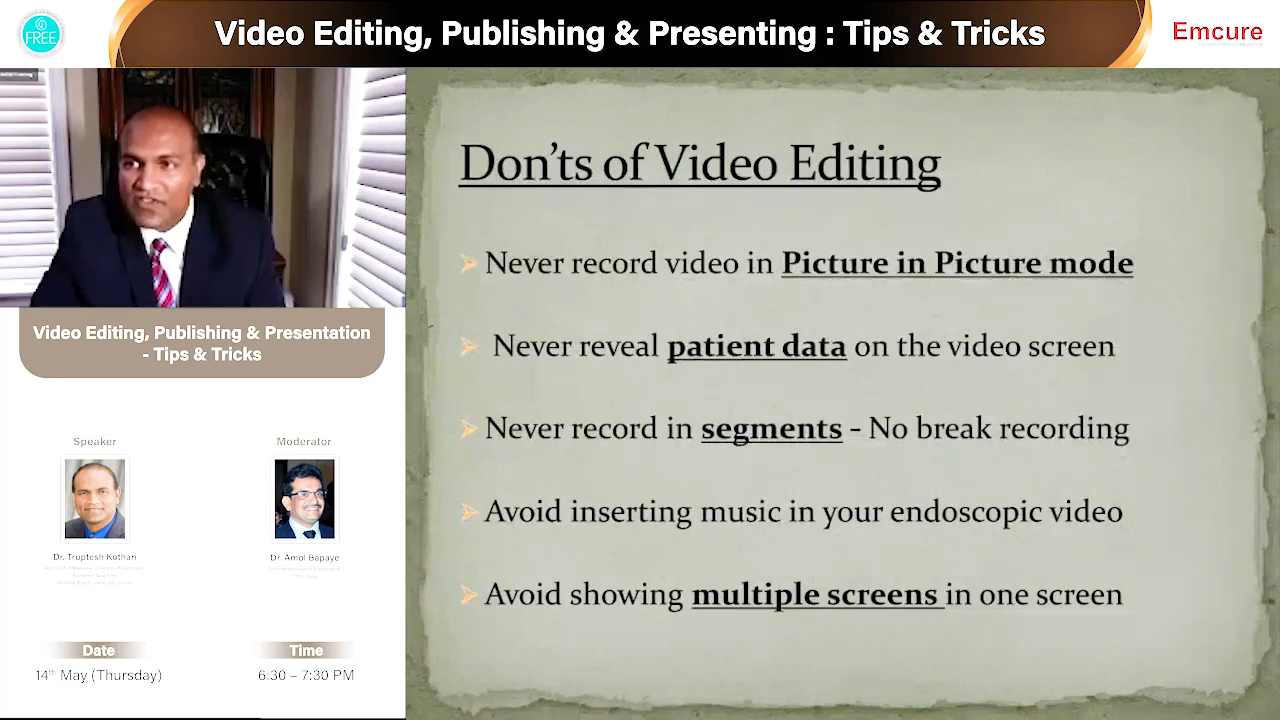 FREE
Video Editing, Publishing & Presenting : Tips & Tricks
Emcure
Video Editing, Publishing & Presentation
- Tips & Tricks
Speaker
Moderator
Dr. Truptesh Kothari
Dr. Amol Bapaye
Date
Time
14th May (Thursday)
6:30 – 7:30 PM
Don’ts of Video Editing
Never record video in Picture in Picture mode
Never reveal patient data on the video screen
Never record in segments - No break recording
Avoid inserting music in your endoscopic video
Avoid showing multiple screens in one screen